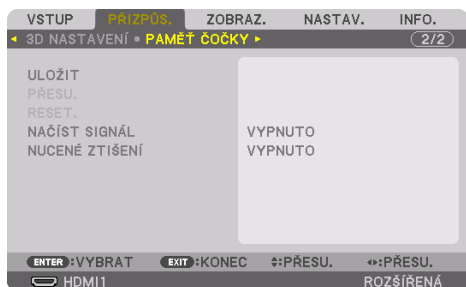 VSTUP PŘIZPŮS. ZOBRAZ. NASTAV. INFO.
3D NASTAVENÍ • PAMĚŤ ČOČKY 2/2
ULOŽIT
PŘESU.
RESET.
NAČÍST SIGNÁL VYPNUTO
NUCENÉ ZTIŠENÍ VYPNUTO
ENTER :VYBRAT EXIT :KONEC :PŘESU. :PŘESU.
HDMI1 ROZŠÍŘENÁ